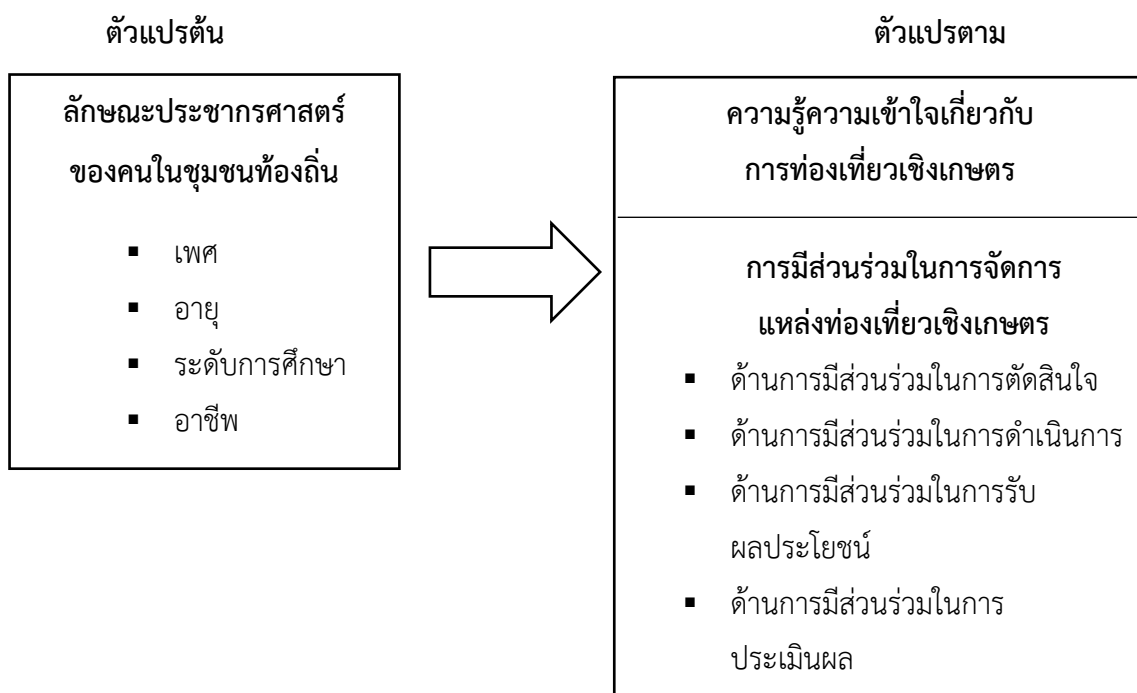 ตัวแปรต้น
ตัวแปรตาม
ลักษณะประชากรศาสตร์
ของคนในชุมชนท้องถิ่น
▪ เพศ
▪ อายุ
▪ ระดับการศึกษา
▪ อาชีพ
ความรู้ความเข้าใจเกี่ยวกับ
การท่องเที่ยวเชิงเกษตร
การมีส่วนร่วมในการจัดการ
แหล่งท่องเที่ยวเชิงเกษตร
▪ ด้านการมีส่วนร่วมในการตัดสินใจ
▪ ด้านการมีส่วนร่วมในการดำเนินการ
▪ ด้านการมีส่วนร่วมในการรับ
ผลประโยชน์
▪ ด้านการมีส่วนร่วมในการ
ประเมินผล